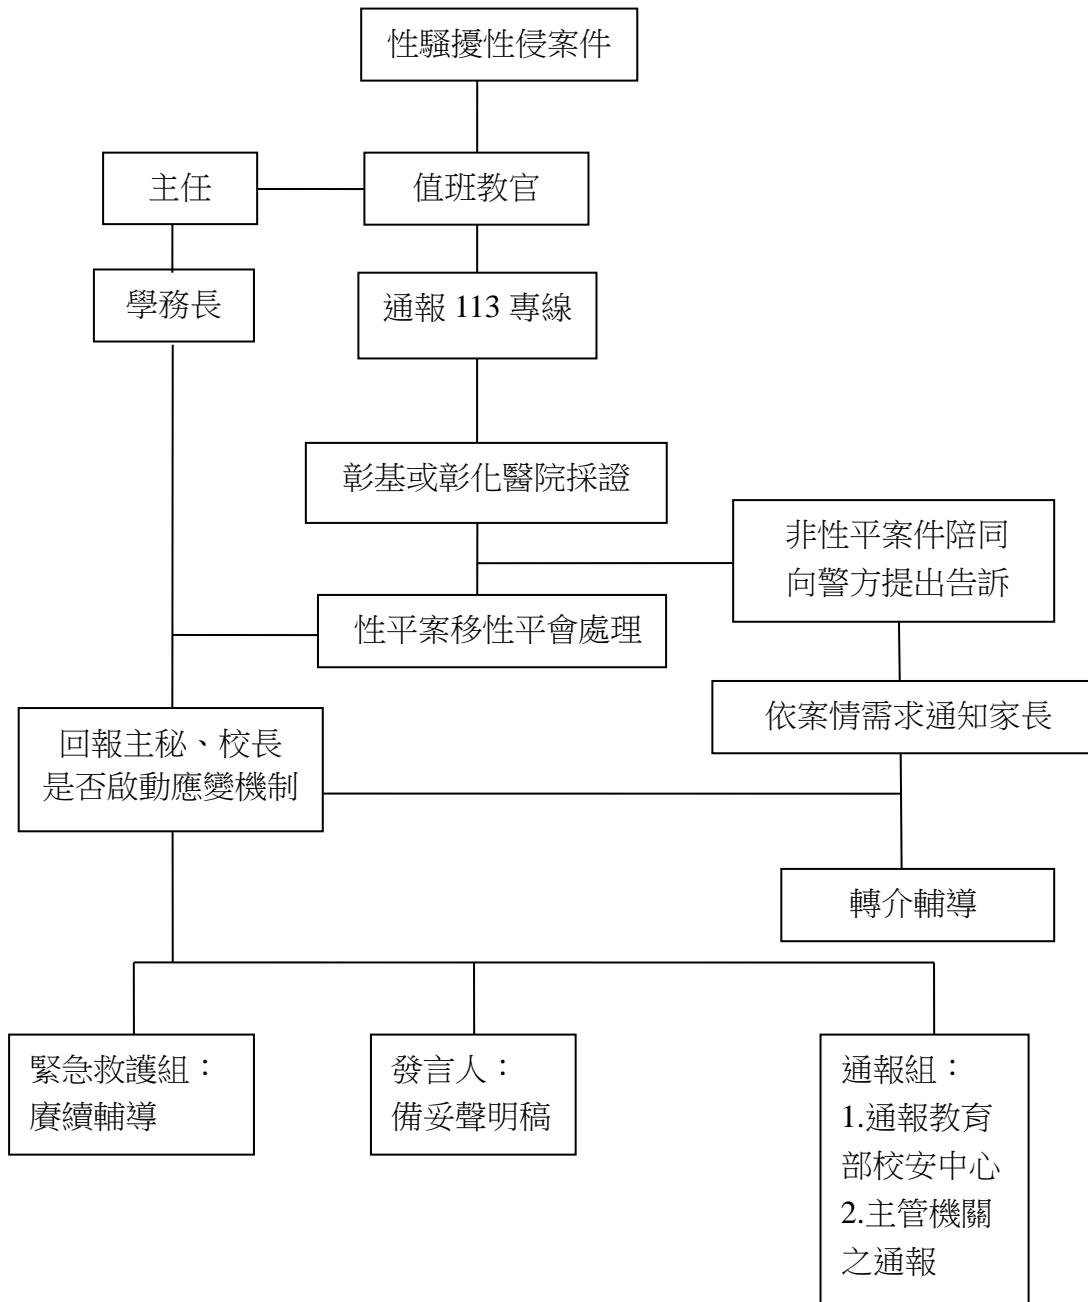 性騷擾性侵案件
主任
值班教官
學務長
通報 113 專線
彰基或彰化醫院採證
非性平案件陪同
向警方提出告訴
性平案移性平會處理
依案情需求通知家長
回報主秘、校長
是否啟動應變機制
轉介輔導
緊急救護組：
賡續輔導
發言人：
備妥聲明稿
通報組：
1.通報教育
部校安中心
2.主管機關
之通報